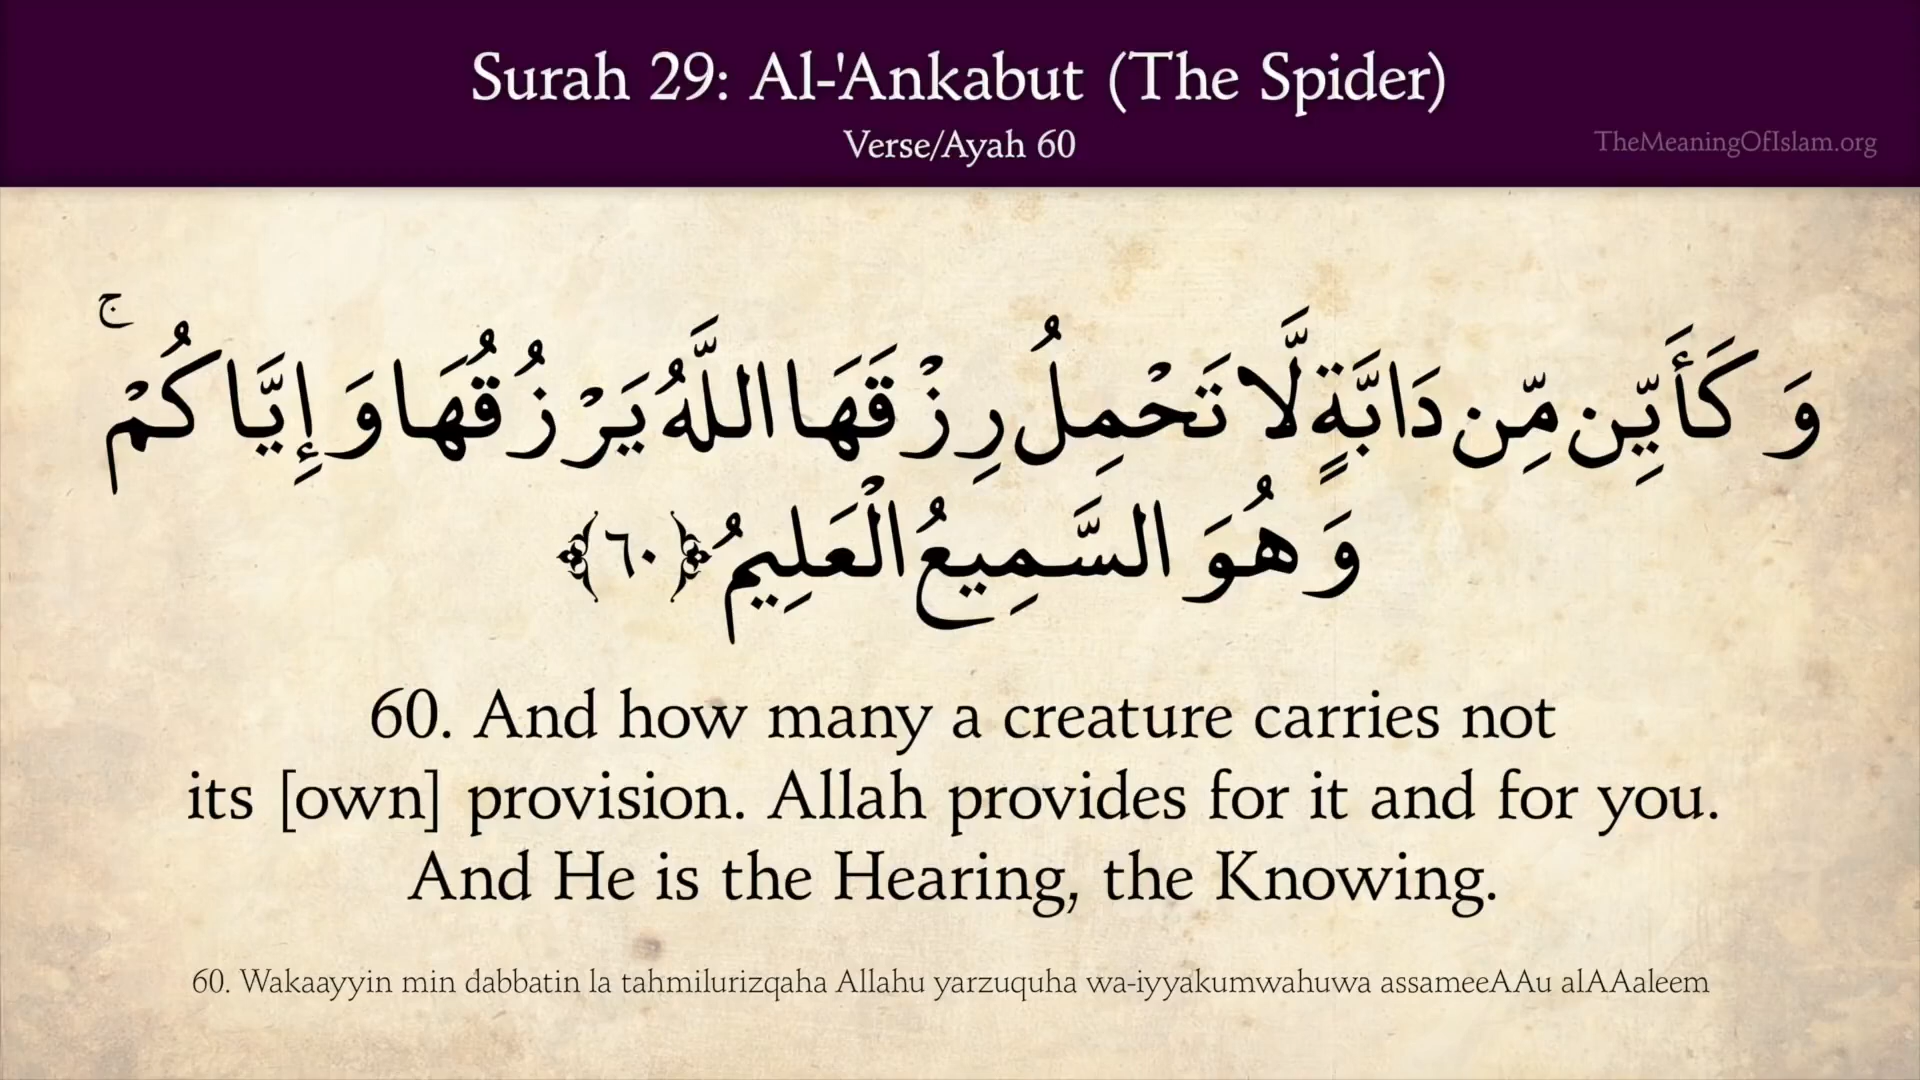 Surah 29: Al-'Ankabut (The Spider)
Verse/Ayah 60
TheMeaningOfIslam.org
وَكَأَيِّن مِّن دَابَّةٍ لَّا تَحْمِلُ رِزْقَهَا اللَّهُ يَرْزُقُهَا وَإِيَّاكُمْ ۚ
وَهُوَ السَّمِيعُ الْعَلِيمُ ﴿٦٠﴾
60. And how many a creature carries not
its [own] provision. Allah provides for it and for you.
And He is the Hearing, the Knowing.
60. Wakaayyin min dabbatin la tahmilurizqaha Allahu yarzuquha wa-iyyakumwahuwa assameeAAu alAAaleem